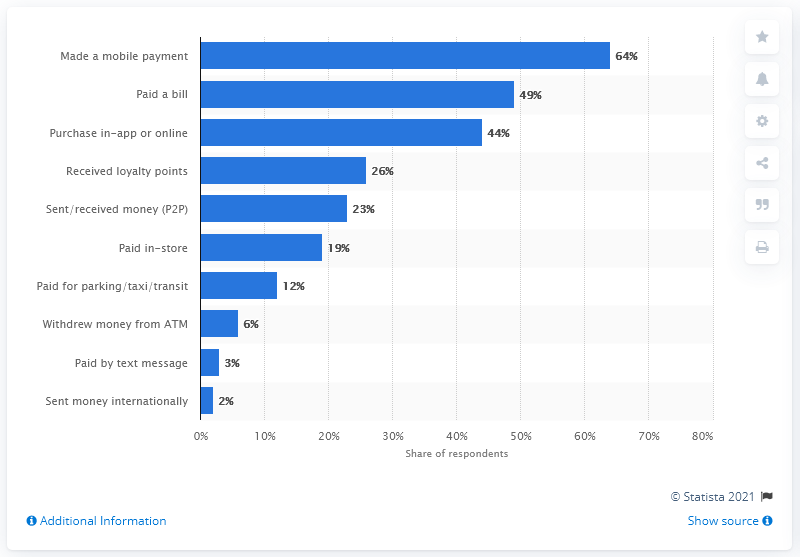 Made a mobile payment 64%
Paid a bill 49%
Purchase in-app or online 44%
Received loyalty points 26%
Sent/received money (P2P) 23%
Paid in-store 19%
Paid for parking/taxi/transit 12%
Withdrew money from ATM 6%
Paid by text message 3%
Sent money internationally 2%
0% 10% 20% 30% 40% 50% 60% 70% 80%
Share of respondents
© Statista 2021
Additional Information
Show source